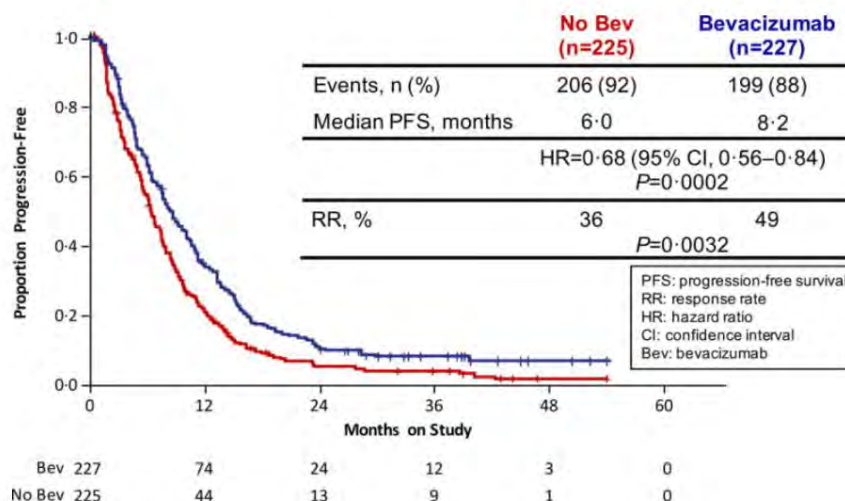 No Bev Bevacizumab
(n=225) (n=227)
Events, n (%) 206 (92) 199 (88)
Median PFS, months 6·0 8·2
HR=0·68 (95% CI, 0·56–0·84)
P=0·0002
RR, % 36 49
P=0·0032
PFS: progression-free survival
RR: response rate
HR: hazard ratio
CI: confidence interval
Bev: bevacizumab
Proportion Progression-Free
1·0
0·8
0·6
0·4
0·2
0·0
0 12 24 36 48 60
Months on Study
Bev 227 74 24 12 3 0
No Bev 225 44 13 9 1 0